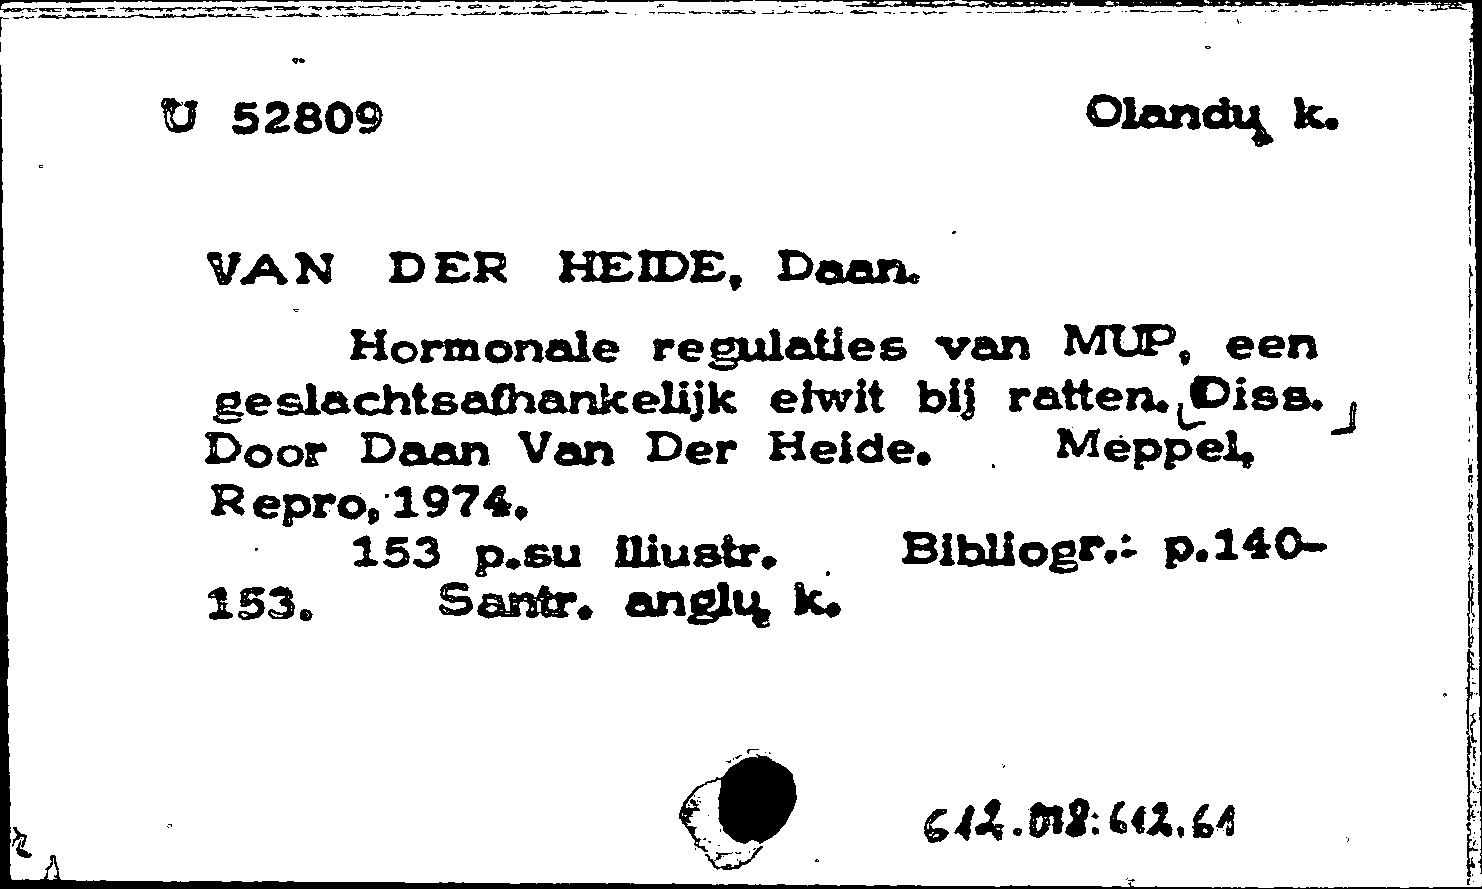 U 52809 Olandų k.
VAN DER HEIDE, Daan.
Hormonale regulaties van MUP, een
geslachtsafhankelijk eiwit bij ratten. [Diss.]
Door Daan Van Der Heide. Meppel,
Repro, 1974.
153 p.su iliustr. Bibliogr.: p.140-
153. Santr. anglų k.
612.018:612.61